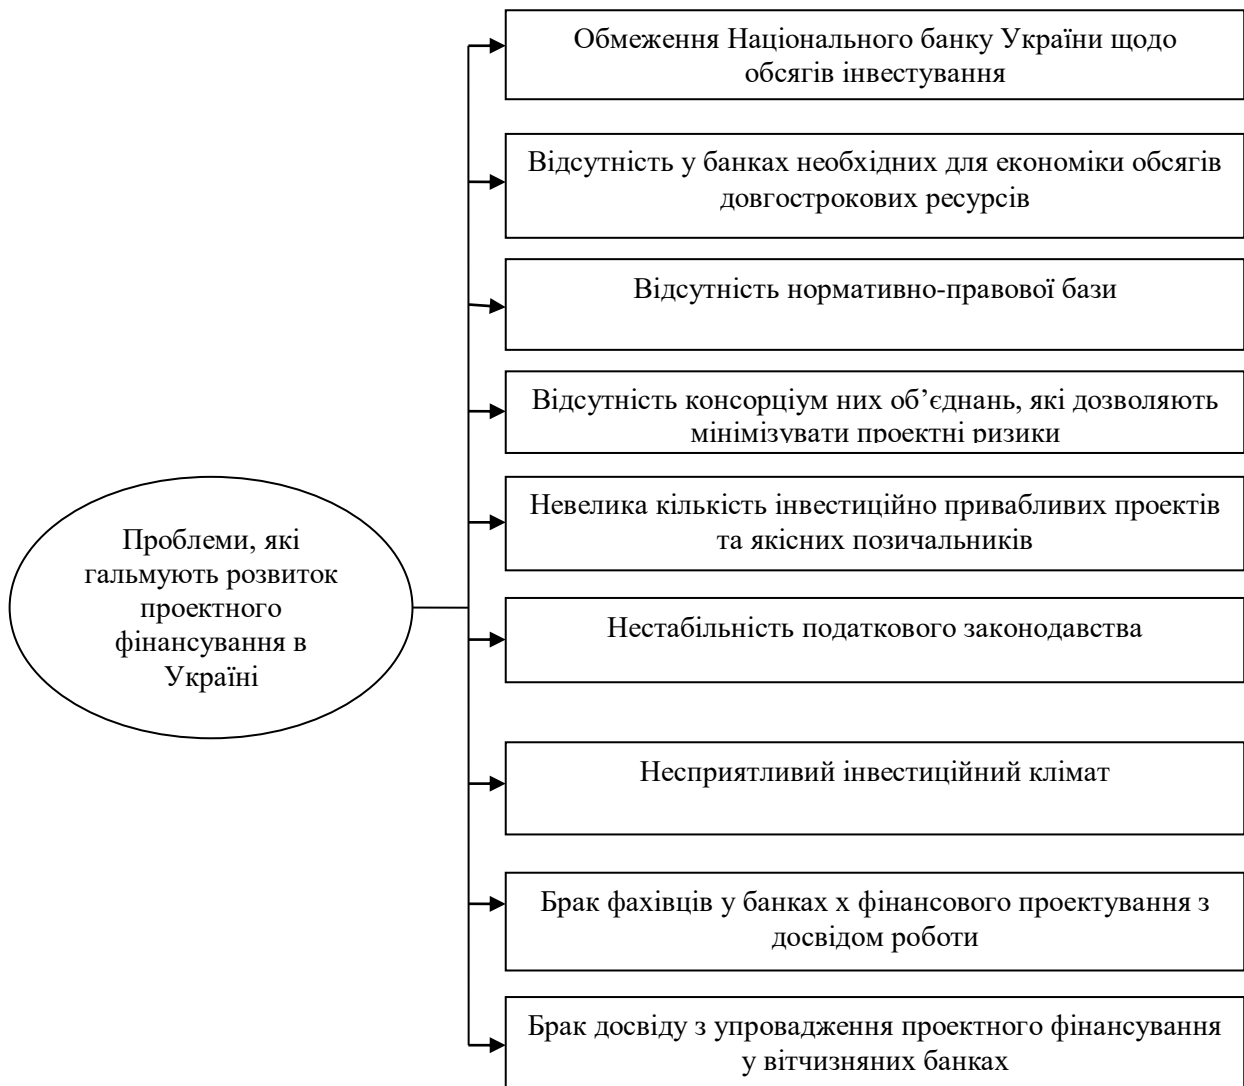 Обмеження Національного банку України щодо
обсягів інвестування
Відсутність у банках необхідних для економіки обсягів
довгострокових ресурсів
Відсутність нормативно-правової бази
Відсутність консорціум них об’єднань, які дозволяють
мінімізувати проектні ризики
Невелика кількість інвестиційно привабливих проектів
та якісних позичальників
Проблеми, які
гальмують розвиток
проектного
фінансування в
Україні
Нестабільність податкового законодавства
Несприятливий інвестиційний клімат
Брак фахівців у банках х фінансового проектування з
досвідом роботи
Брак досвіду з упровадження проектного фінансування
у вітчизняних банках